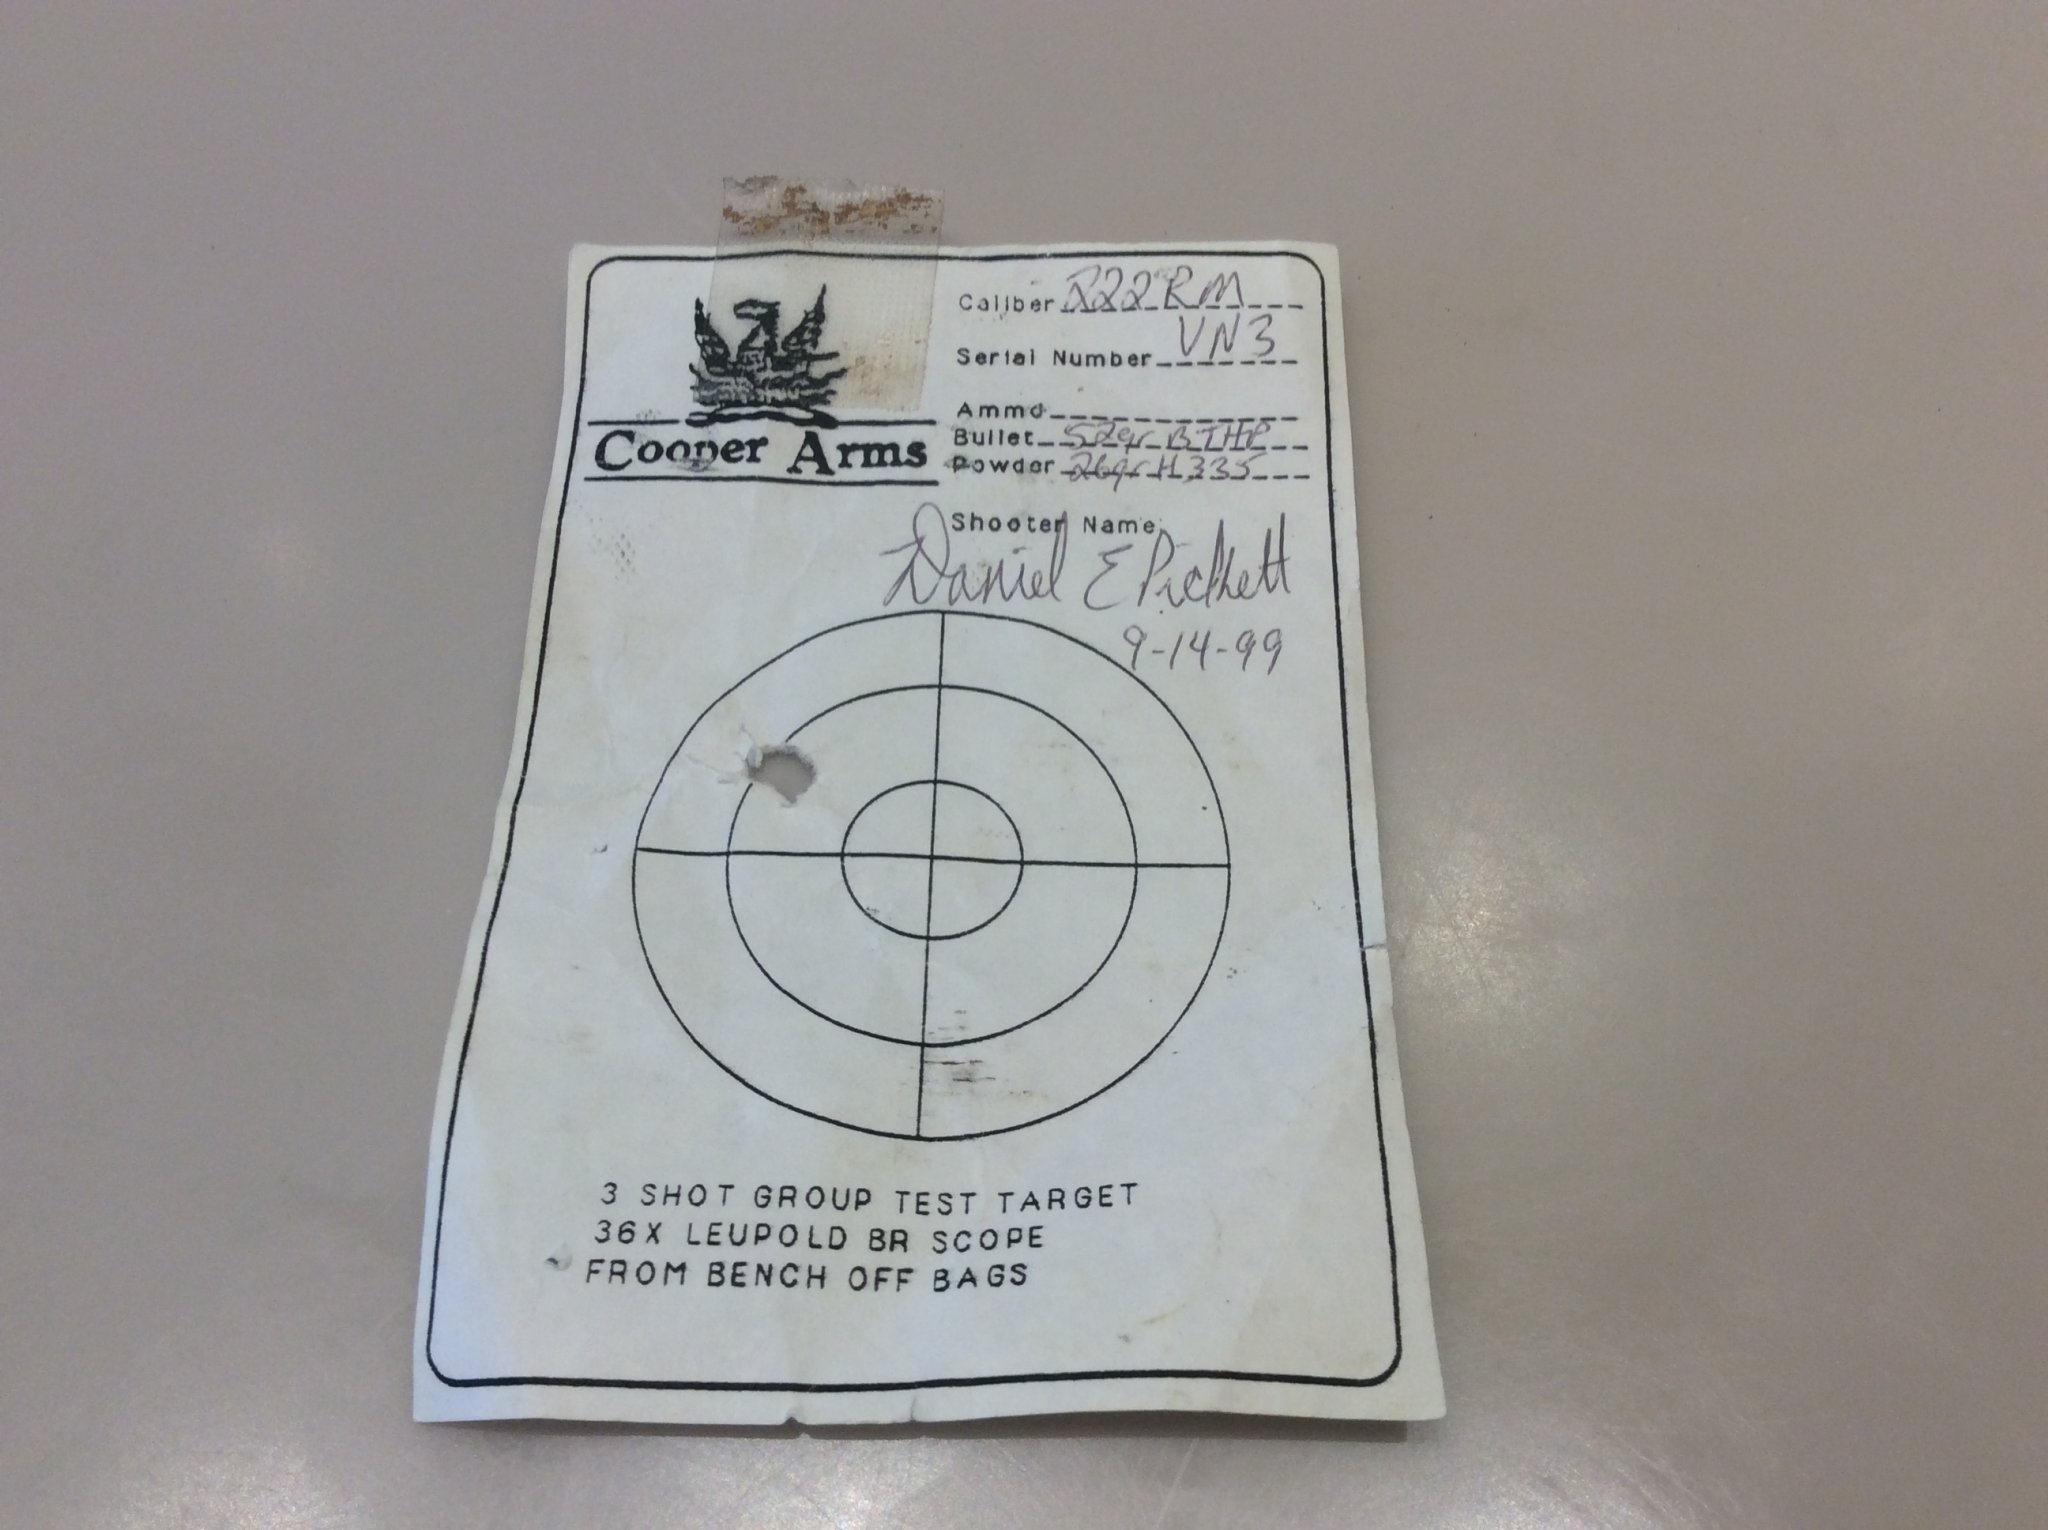 Caliber 222 RM
Serial Number VN3
Ammo
Bullet 52gr BTHP
Powder 26gr H335
Cooper Arms
Shooter Name
Daniel E Pickett
9-14-99
3 SHOT GROUP TEST TARGET
36X LEUPOLD BR SCOPE
FROM BENCH OFF BAGS